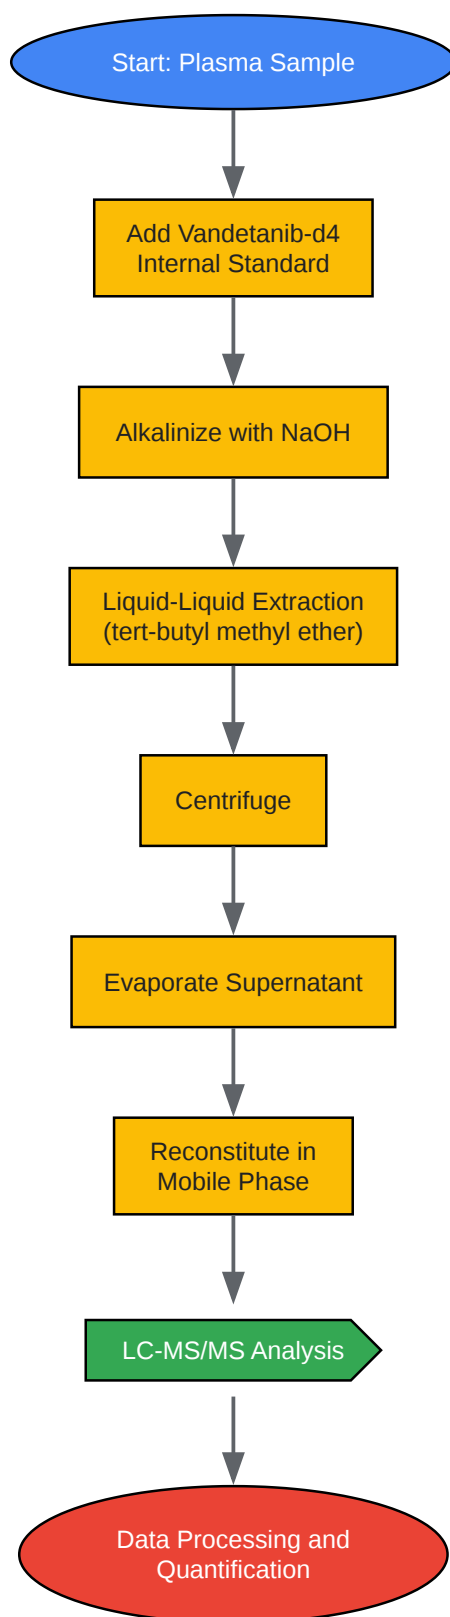 Start: Plasma Sample
Add Vandetanib-d4
Internal Standard
Alkalinize with NaOH
Liquid-Liquid Extraction
(tert-butyl methyl ether)
Centrifuge
Evaporate Supernatant
Reconstitute in
Mobile Phase
LC-MS/MS Analysis
Data Processing and
Quantification